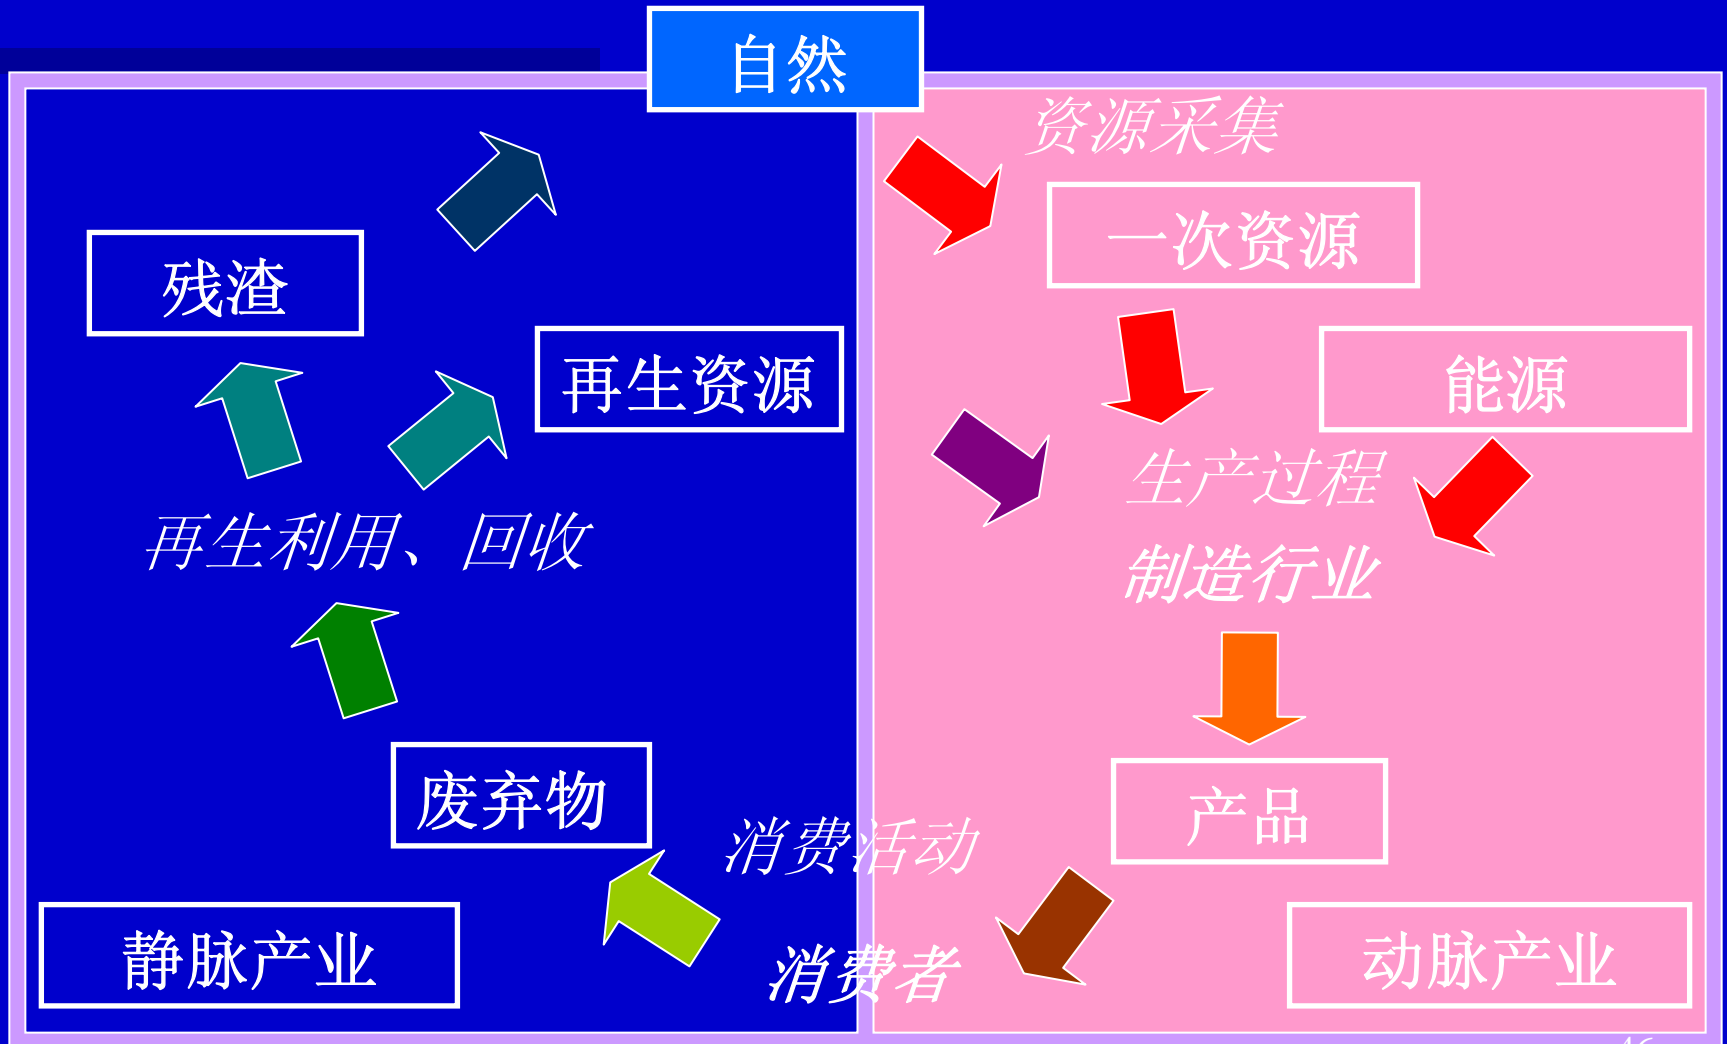 自然
资源采集
一次资源
残渣
再生资源
能源
生产过程
再生利用、回收
制造行业
废弃物
产品
消费活动
静脉产业
消费者
动脉产业